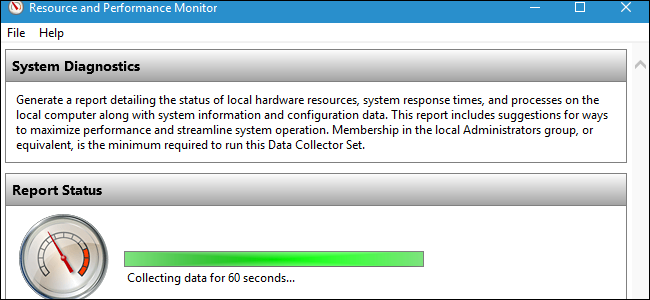 Resource and Performance Monitor
File Help
System Diagnostics
Generate a report detailing the status of local hardware resources, system response times, and processes on the
local computer along with system information and configuration data. This report includes suggestions for ways
to maximize performance and streamline system operation. Membership in the local Administrators group, or
equivalent, is the minimum required to run this Data Collector Set.
Report Status
Collecting data for 60 seconds...